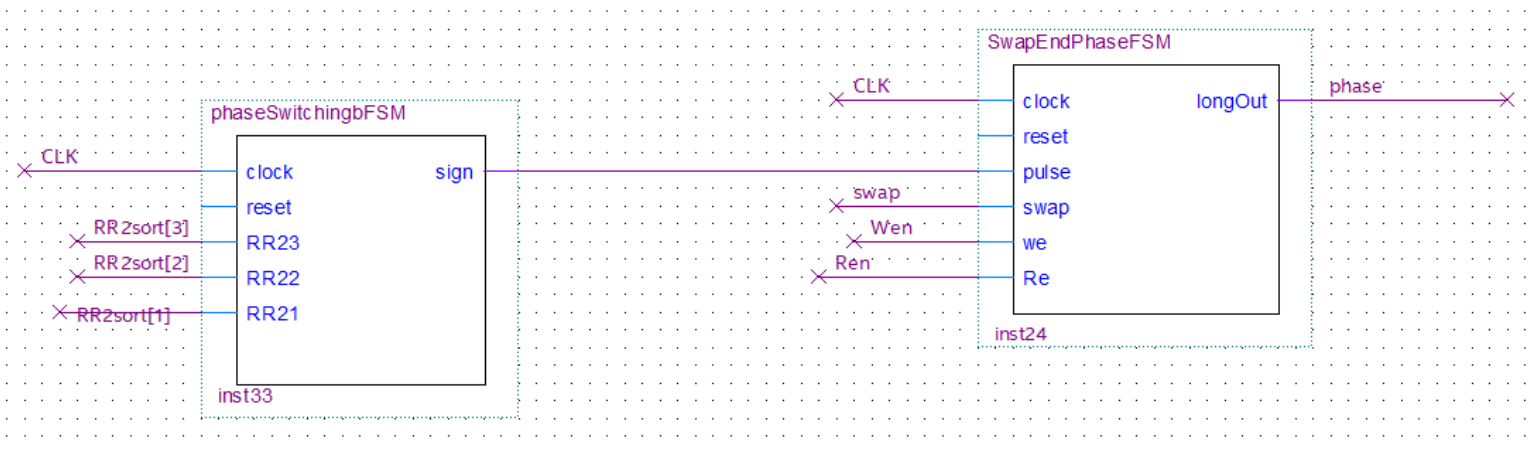 phaseSwitchingbFSM
CLK
clock
sign
reset
RR2sort[3]
RR23
RR2sort[2]
RR22
RR2sort[1]
RR21
inst33
SwapEndPhaseFSM
CLK
clock
longOut
phase
reset
pulse
swap
swap
Wen
we
Ren
Re
inst24